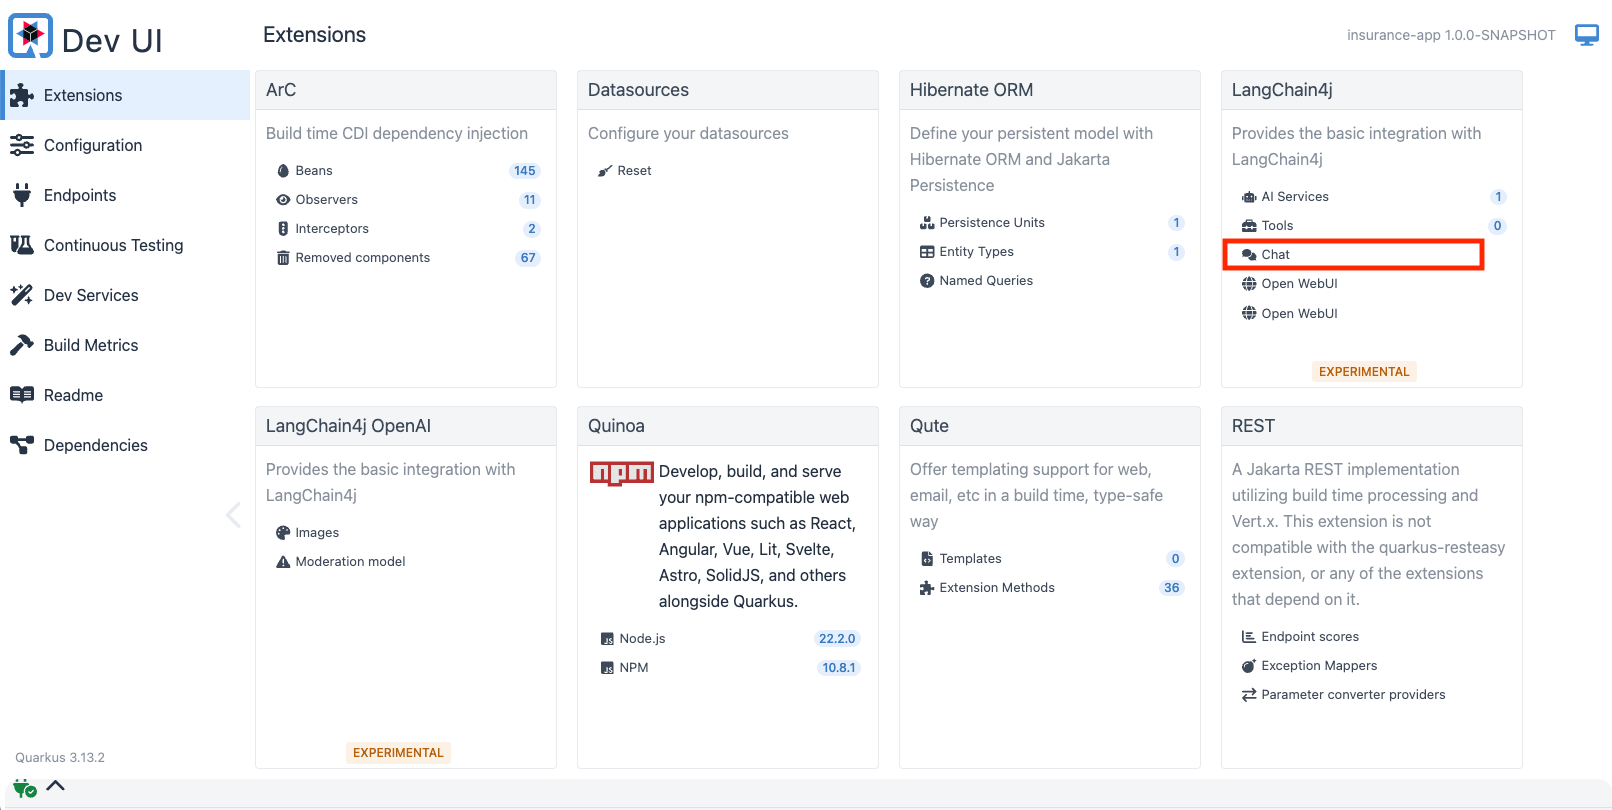 Dev UI
Extensions
insurance-app 1.0.0-SNAPSHOT
Extensions
Configuration
Endpoints
Continuous Testing
Dev Services
Build Metrics
Readme
Dependencies
Quarkus 3.13.2
ArC
Build time CDI dependency injection
Beans 145
Observers 11
Interceptors 2
Removed components 67
Datasources
Configure your datasources
Reset
Hibernate ORM
Define your persistent model with
Hibernate ORM and Jakarta
Persistence
Persistence Units 1
Entity Types 1
Named Queries
LangChain4j
Provides the basic integration with
LangChain4j
AI Services 1
Tools 0
Chat
Open WebUI
Open WebUI
EXPERIMENTAL
LangChain4j OpenAI
Provides the basic integration with
LangChain4j
Images
Moderation model
EXPERIMENTAL
Quinoa
npm
Develop, build, and serve
your npm-compatible web
applications such as React,
Angular, Vue, Lit, Svelte,
Astro, SolidJS, and others
alongside Quarkus.
JS Node.js 22.2.0
JS NPM 10.8.1
Qute
Offer templating support for web,
email, etc in a build time, type-safe
way
Templates 0
Extension Methods 36
REST
A Jakarta REST implementation
utilizing build time processing and
Vert.x. This extension is not
compatible with the quarkus-resteasy
extension, or any of the extensions
that depend on it.
Endpoint scores
Exception Mappers
Parameter converter providers